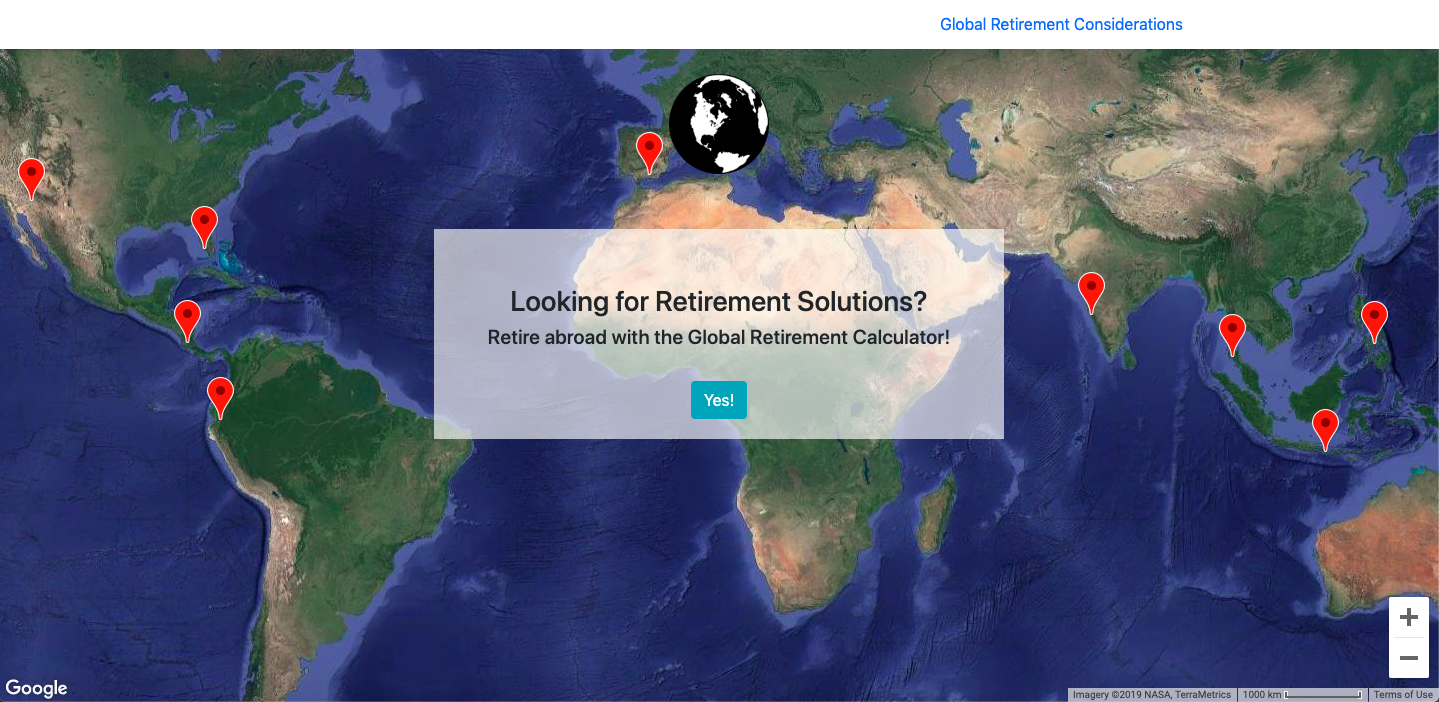 Global Retirement Considerations
Looking for Retirement Solutions?
Retire abroad with the Global Retirement Calculator!
Yes!
Google
Imagery ©2019 NASA, TerraMetrics
1000 km
Terms of Use